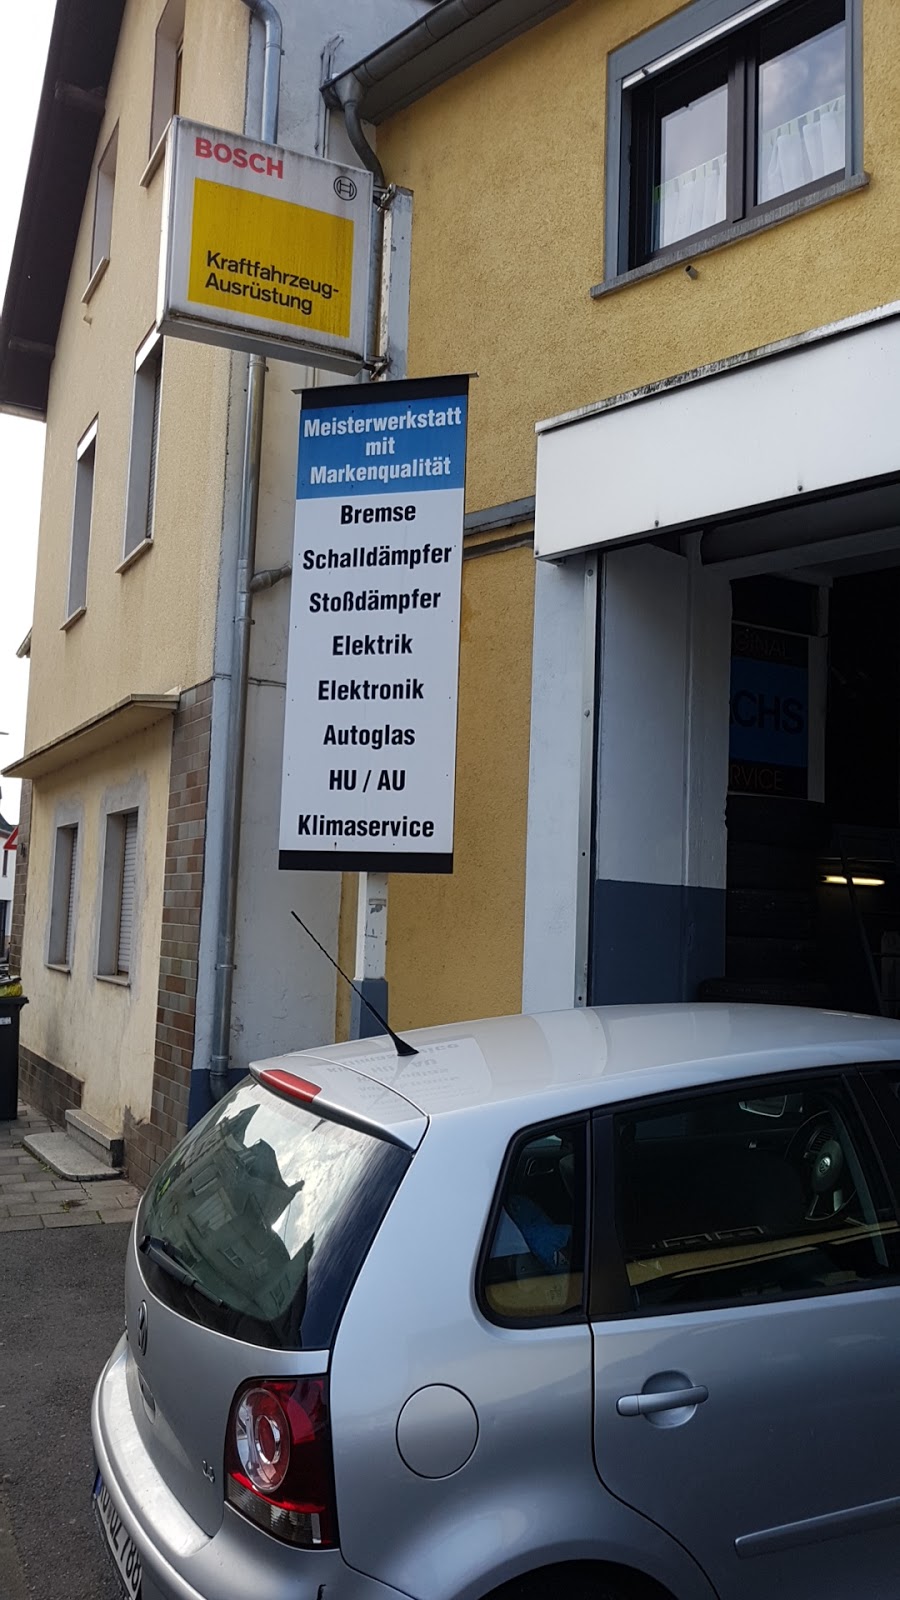 BOSCH
Kraftfahrzeug-
Ausrüstung
Meisterwerkstatt
mit
Markenqualität
Bremse
Schalldämpfer
Stoßdämpfer
Elektrik
Elektronik
Autoglas
HU / AU
Klimaservice